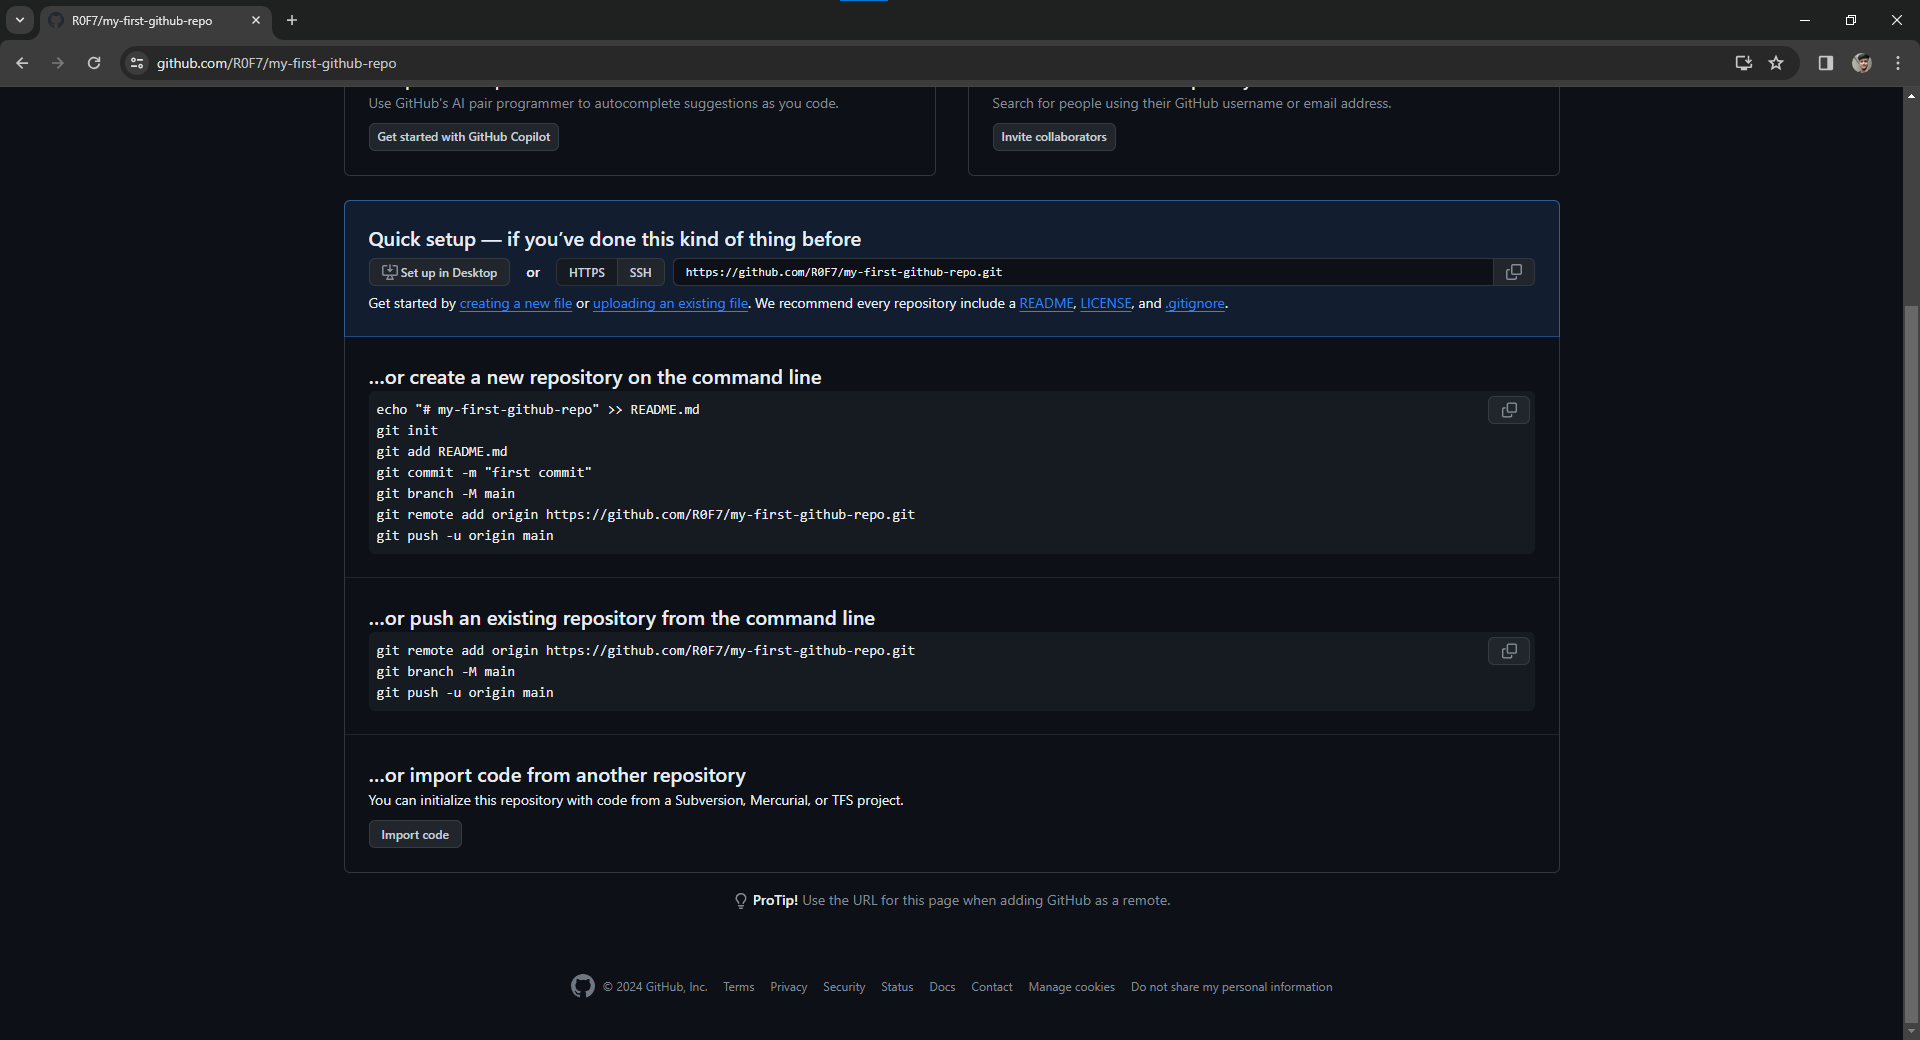 R0F7/my-first-github-repo
github.com/R0F7/my-first-github-repo
Use GitHub's AI pair programmer to autocomplete suggestions as you code.
Get started with GitHub Copilot
Search for people using their GitHub username or email address.
Invite collaborators
Quick setup — if you’ve done this kind of thing before
Set up in Desktop or HTTPS SSH https://github.com/R0F7/my-first-github-repo.git
Get started by creating a new file or uploading an existing file. We recommend every repository include a README, LICENSE, and .gitignore.
…or create a new repository on the command line
echo "# my-first-github-repo" >> README.md
git init
git add README.md
git commit -m "first commit"
git branch -M main
git remote add origin https://github.com/R0F7/my-first-github-repo.git
git push -u origin main
…or push an existing repository from the command line
git remote add origin https://github.com/R0F7/my-first-github-repo.git
git branch -M main
git push -u origin main
…or import code from another repository
You can initialize this repository with code from a Subversion, Mercurial, or TFS project.
Import code
ProTip! Use the URL for this page when adding GitHub as a remote.
© 2024 GitHub, Inc. Terms Privacy Security Status Docs Contact Manage cookies Do not share my personal information